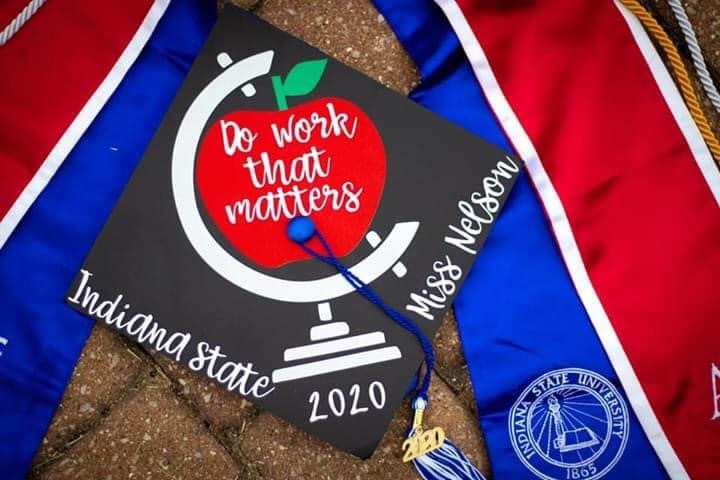 Do work
that
matters
Indiana State
Miss Nelson
2020
2020
INDIANA STATE UNIVERSITY
1865